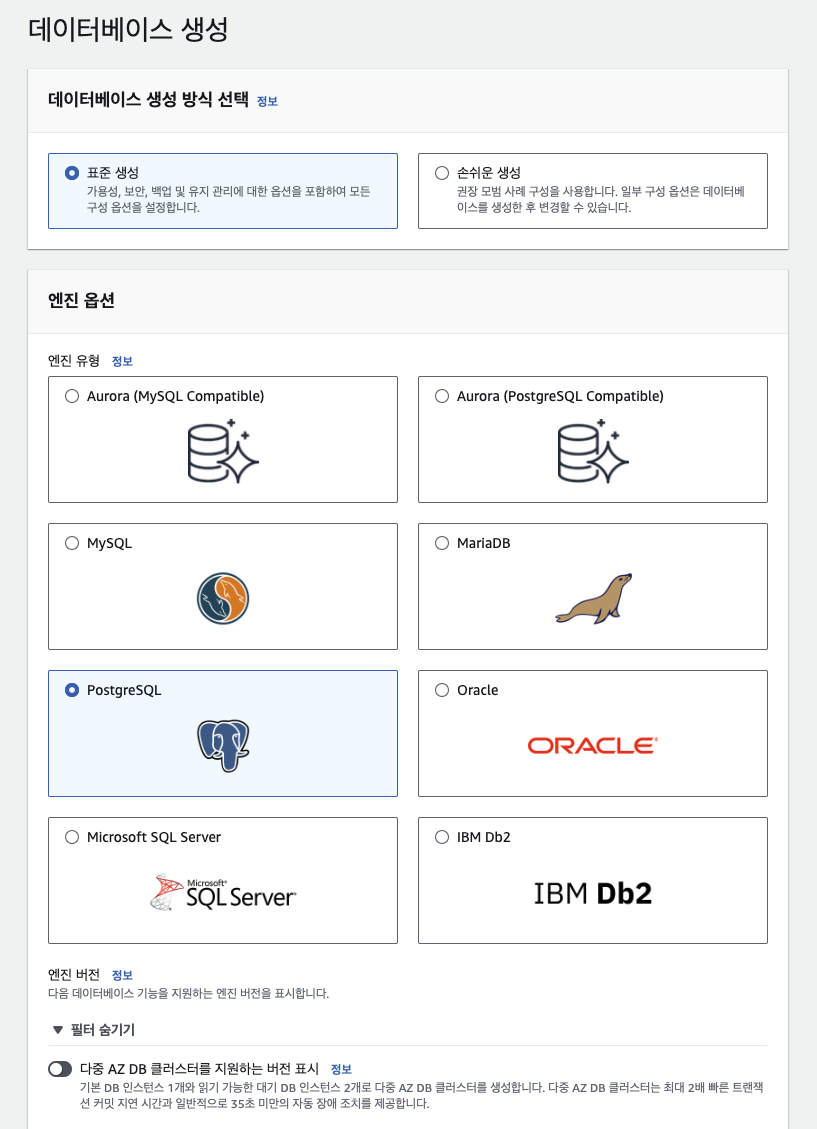 데이터베이스 생성
데이터베이스 생성 방식 선택 정보
표준 생성
가용성, 보안, 백업 및 유지 관리에 대한 옵션을 포함하여 모든
구성 옵션을 설정합니다.
손쉬운 생성
권장 모범 사례 구성을 사용합니다. 일부 구성 옵션은 데이터베
이스를 생성한 후 변경할 수 있습니다.
엔진 옵션
엔진 유형 정보
Aurora (MySQL Compatible)
Aurora (PostgreSQL Compatible)
MySQL
MariaDB
PostgreSQL
Oracle
ORACLE
Microsoft SQL Server
Microsoft
SQL Server
IBM Db2
IBM Db2
엔진 버전 정보
다음 데이터베이스 기능을 지원하는 엔진 버전을 표시합니다.
▼ 필터 숨기기
다중 AZ DB 클러스터를 지원하는 버전 표시 정보
기본 DB 인스턴스 1개와 읽기 가능한 대기 DB 인스턴스 2개로 다중 AZ DB 클러스터를 생성합니다. 다중 AZ DB 클러스터는 최대 2배 빠른 트랜잭
션 커밋 지연 시간과 일반적으로 35초 미만의 자동 장애 조치를 제공합니다.